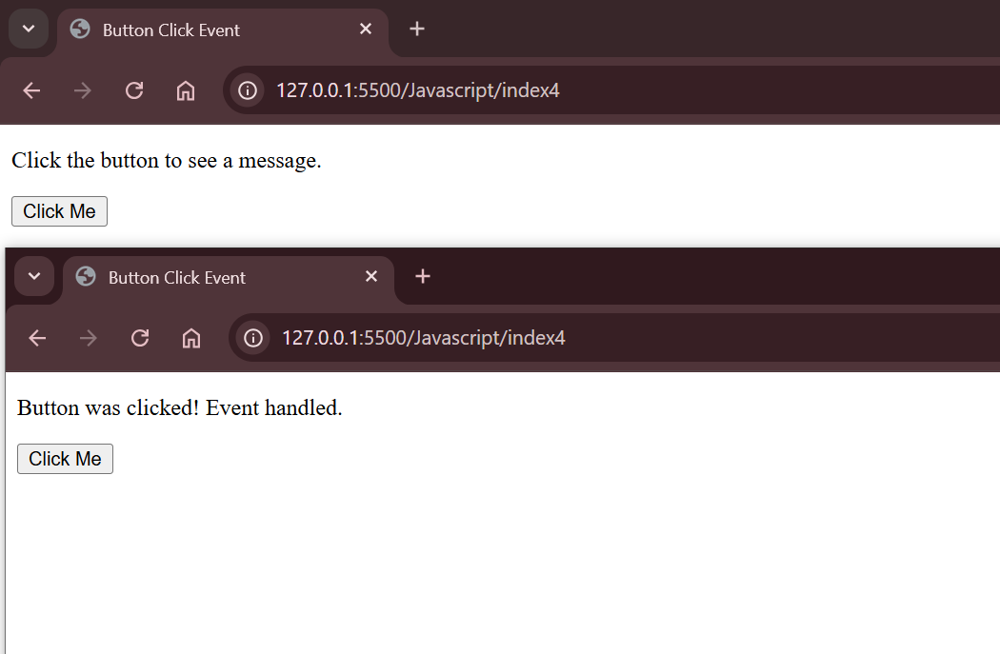 Button Click Event
127.0.0.1:5500/Javascript/index4
Click the button to see a message.
Click Me
Button Click Event
127.0.0.1:5500/Javascript/index4
Button was clicked! Event handled.
Click Me